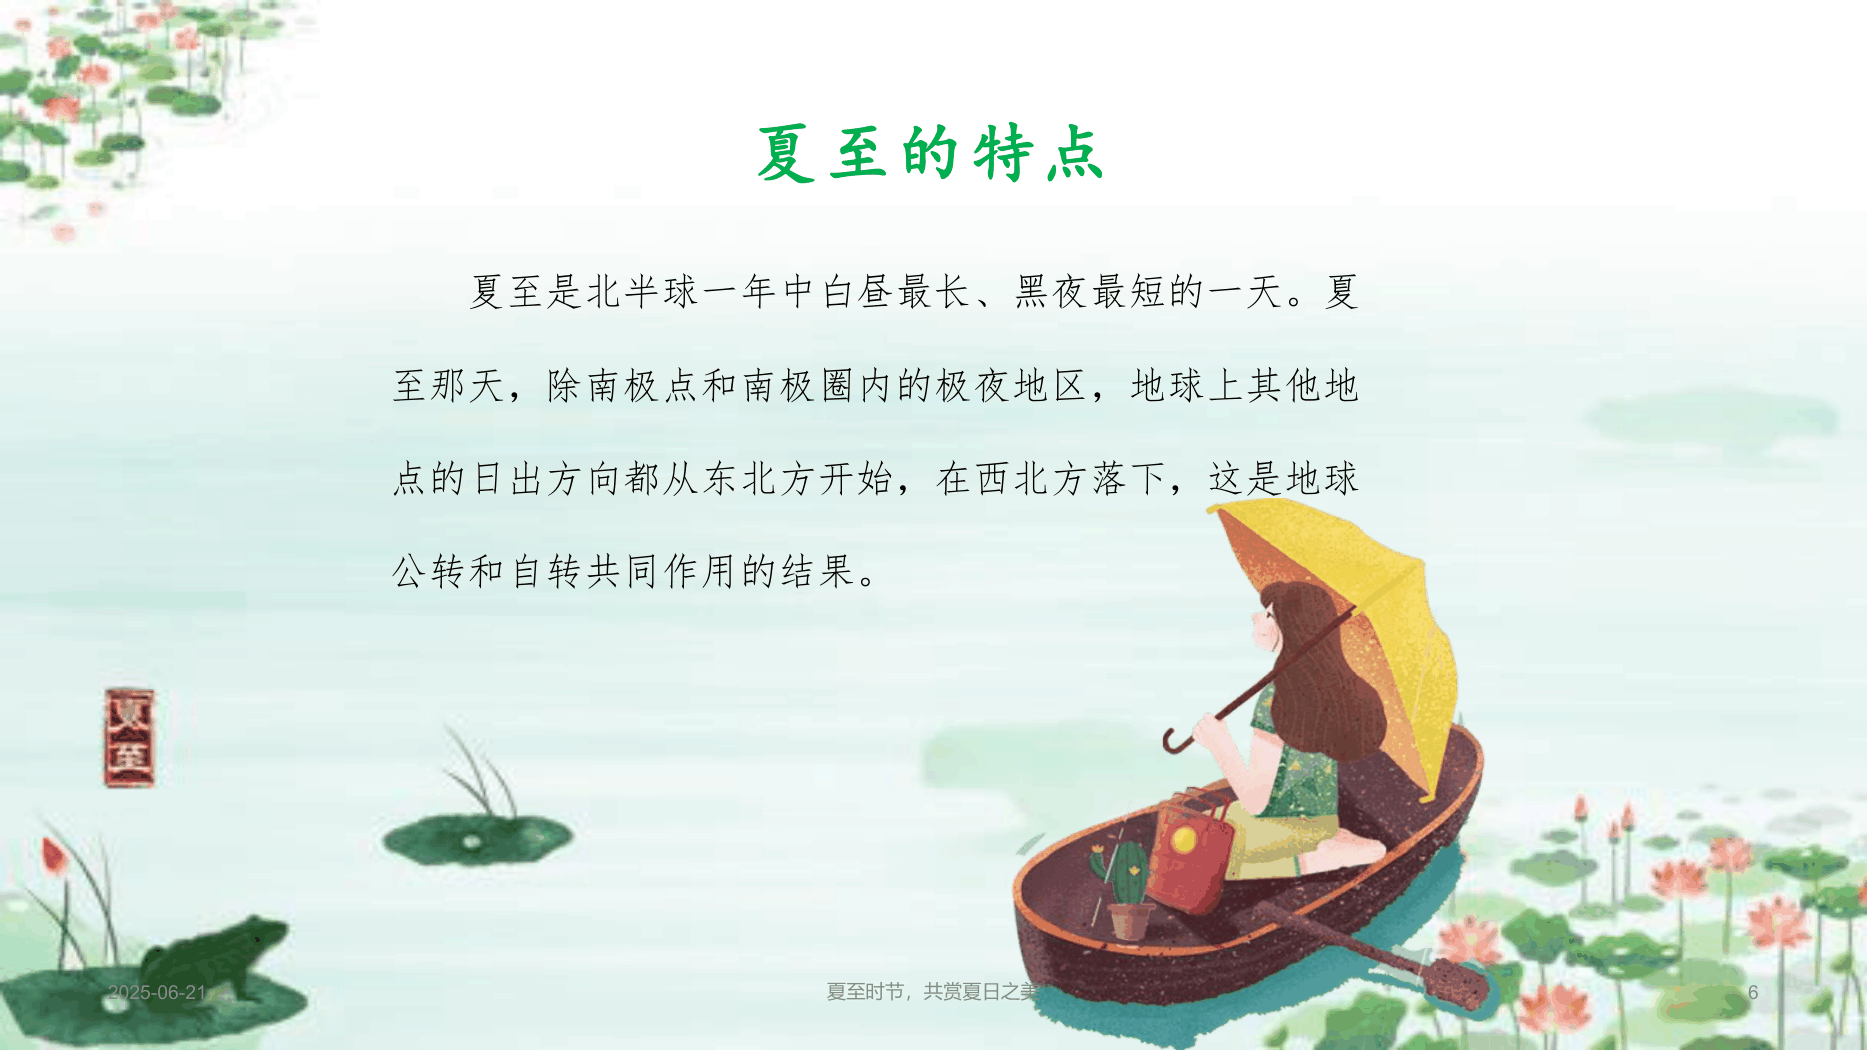 夏至的特点
夏至是北半球一年中白昼最长、黑夜最短的一天。夏
至那天，除南极点和南极圈内的极夜地区，地球上其他地
点的日出方向都从东北方开始，在西北方落下，这是地球
公转和自转共同作用的结果。
夏至
2025-06-21
夏至时节，共赏夏日之美
6